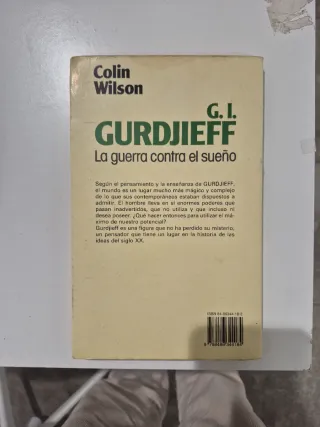 Colin
Wilson
G. I.
GURDJIEFF
La guerra contra el sueño
Según el pensamiento y la enseñanza de GURDJIEFF,
el mundo es un lugar mucho más mágico y complejo
de lo que sus contemporáneos estaban dispuestos a
admitir. El hombre lleva en sí enormes poderes que
pasan inadvertidos, que no utiliza y que incluso ni
desea poseer. ¿Qué hacer entonces para utilizar el má-
ximo de nuestro potencial?
Gurdjieff es una figura que no ha perdido su misterio,
un pensador que tiene un lugar en la historia de las
ideas del siglo XX.